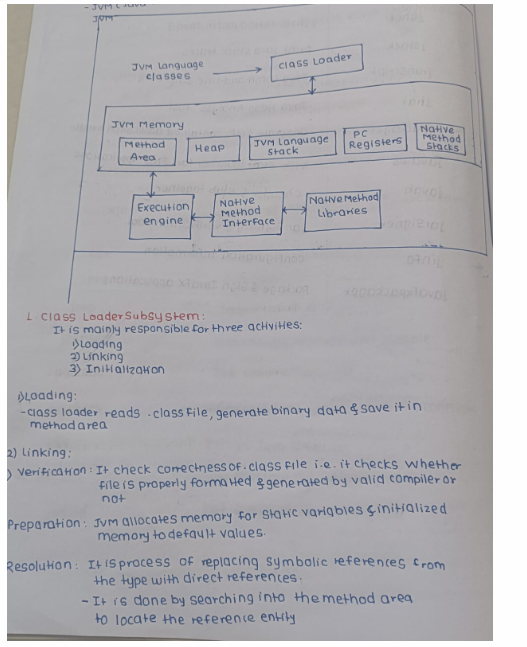 JVM
JVM Language
classes
class Loader
JVM Memory
Method
Area
Heap
JVM Language
Stack
PC
Registers
Native
Method
Stacks
Execution
engine
Native
Method
Interface
Native Method
Libraries
1. Class Loader Subsystem:
It is mainly responsible for three activities:
1) Loading
2) Linking
3) Initialization
1) Loading:
- class loader reads .class File, generate binary data & save it in
method area
2) Linking:
) Verification : It check correctness of .class file i.e. it checks whether
file is properly formatted & generated by valid compiler or
not
Preparation : JVM allocates memory for static variables & initialized
memory to default values.
Resolution : It is process of replacing symbolic references from
the type with direct references.
- It is done by searching into the method area
to locate the reference entity